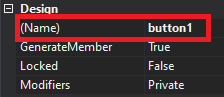 Design
(Name) button1
GenerateMember True
Locked False
Modifiers Private